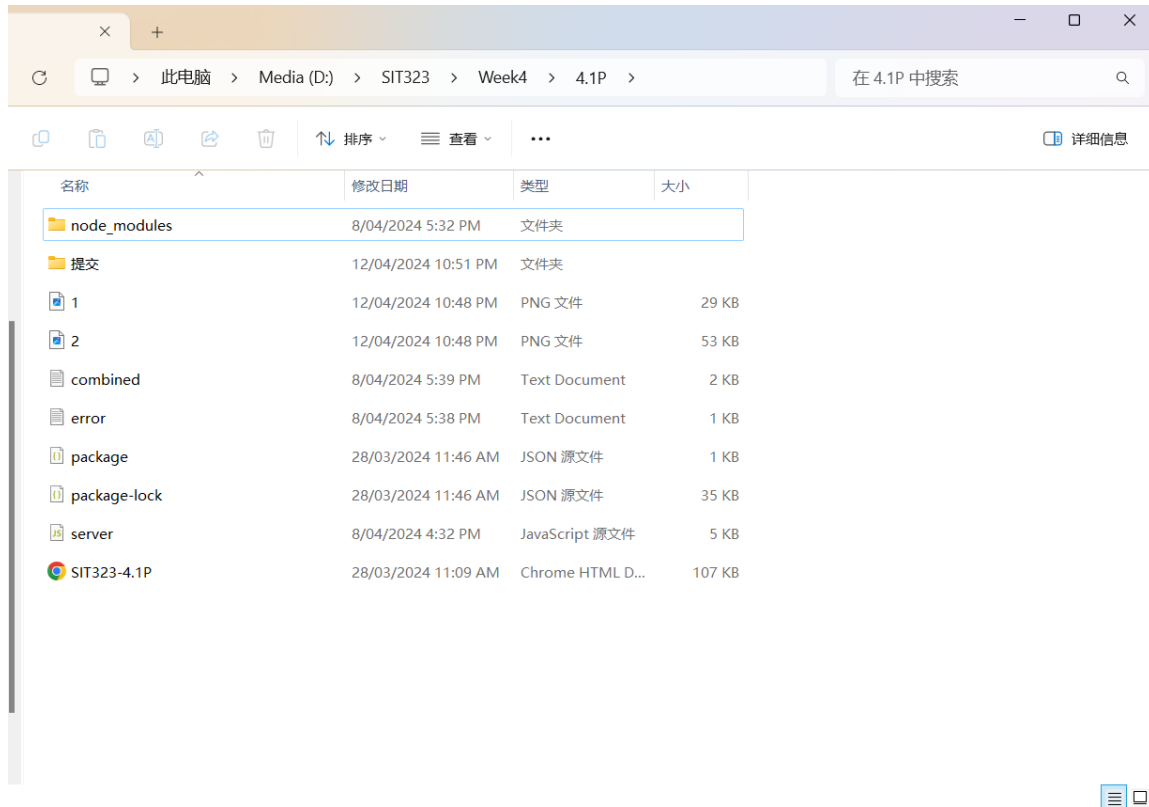 此电脑 > Media (D:) > SIT323 > Week4 > 4.1P >
在 4.1P 中搜索
排序
查看
详细信息
名称 修改日期 类型 大小
node_modules 8/04/2024 5:32 PM 文件夹
提交 12/04/2024 10:51 PM 文件夹
1 12/04/2024 10:48 PM PNG 文件 29 KB
2 12/04/2024 10:48 PM PNG 文件 53 KB
combined 8/04/2024 5:39 PM Text Document 2 KB
error 8/04/2024 5:38 PM Text Document 1 KB
package 28/03/2024 11:46 AM JSON 源文件 1 KB
package-lock 28/03/2024 11:46 AM JSON 源文件 35 KB
server 8/04/2024 4:32 PM JavaScript 源文件 5 KB
SIT323-4.1P 28/03/2024 11:09 AM Chrome HTML D... 107 KB